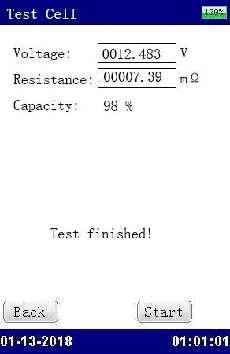 Test Cell 120%
Voltage: 0012.483 V
Resistance: 00007.39 mΩ
Capacity: 98 %
Test finished!
Back Start
01-13-2018 01:01:01